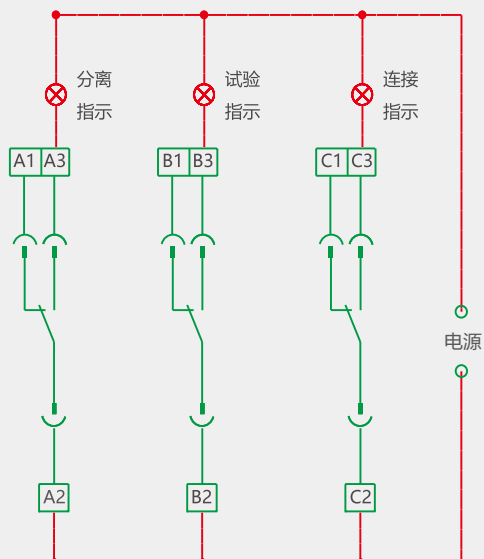 分离 试验 连接
指示 指示 指示
A1 A3 B1 B3 C1 C3
电源
A2 B2 C2